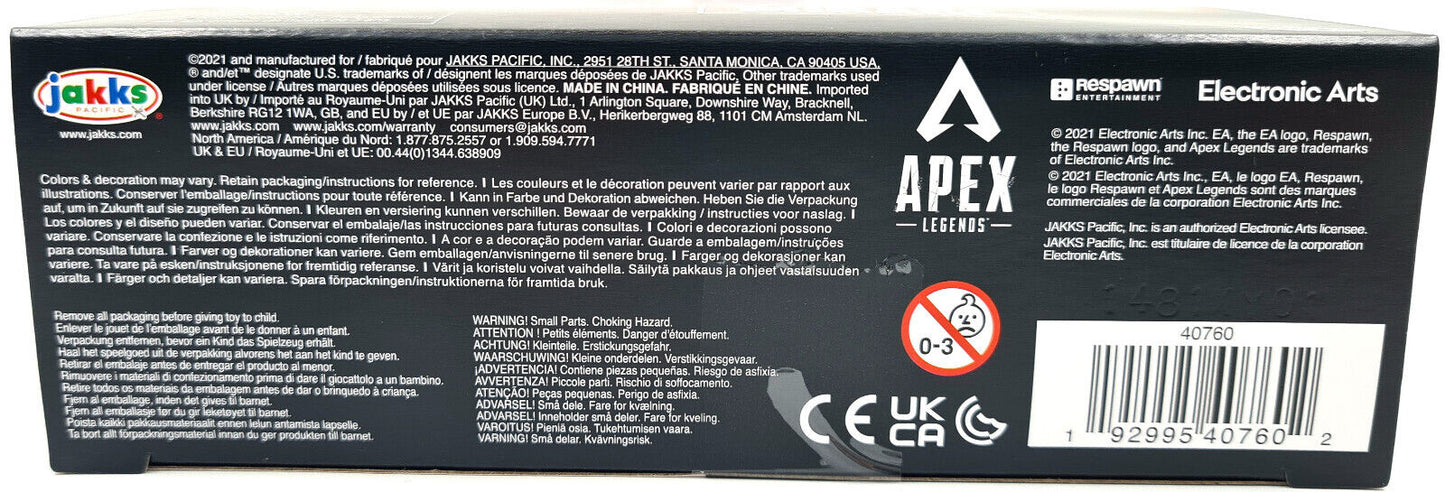 jakks
PACIFIC
®
www.jakks.com
©2021 and manufactured for / fabriqué pour JAKKS PACIFIC, INC., 2951 28TH ST., SANTA MONICA, CA 90405 USA.
® and/et™ designate U.S. trademarks of / désignent les marques déposées de JAKKS Pacific. Other trademarks used
under license / Autres marques déposées utilisées sous licence. MADE IN CHINA. FABRIQUÉ EN CHINE. Imported
into UK by / Importé au Royaume-Uni par JAKKS Pacific (UK) Ltd., 1 Arlington Square, Downshire Way, Bracknell,
Berkshire RG12 1WA, GB, and EU by / et UE par JAKKS Europe B.V., Herikerbergweg 88, 1101 CM Amsterdam NL.
www.jakks.com www.jakks.com/warranty consumers@jakks.com
North America / Amérique du Nord: 1.877.875.2557 or 1.909.594.7771
UK & EU / Royaume-Uni et UE: 00.44(0)1344.638909
Colors & decoration may vary. Retain packaging/instructions for reference. I Les couleurs et le décoration peuvent varier par rapport aux
illustrations. Conserver l'emballage/instructions pour toute référence. I Kann in Farbe und Dekoration abweichen. Heben Sie die Verpackung
auf, um in Zukunft auf sie zugreifen zu können. I Kleuren en versiering kunnen verschillen. Bewaar de verpakking / instructies voor naslag. I
Los colores y el diseño pueden variar. Conservar el embalaje/las instrucciones para futuras consultas. I Colori e decorazioni possono
variare. Conservare la confezione e le istruzioni come riferimento. I A cor e a decoração podem variar. Guarde a embalagem/instruções
para consulta futura. I Farver og dekorationer kan variere. Gem emballagen/anvisningerne til senere brug. I Farger og dekorasjoner kan
variere. Ta vare på esken/instruksjonene for fremtidig referanse. I Värit ja koristelu voivat vaihdella. Säilytä pakkaus ja ohjeet vastaisuuden
varalta. I Färger och detaljer kan variera. Spara förpackningen/instruktionerna för framtida bruk.
Remove all packaging before giving toy to child.
Enlever le jouet de l'emballage avant de le donner à un enfant.
Verpackung entfernen, bevor ein Kind das Spielzeug erhält.
Haal het speelgoed uit de verpakking alvorens het aan het kind te geven.
Retirar el embalaje antes de entregar el producto al menor.
Rimuovere i materiali di confezionamento prima di dare il giocattolo a un bambino.
Retire todos os materiais da embalagem antes de dar o brinquedo à criança.
Fjern al emballage, inden det gives til barnet.
Fjern all emballasje før du gir leketøyet til barnet.
Poista kaikki pakkausmateriaalit ennen lelun antamista lapselle.
Ta bort allt förpackningsmaterial innan du ger produkten till barnet.
WARNING! Small Parts. Choking Hazard.
ATTENTION ! Petits éléments. Danger d'étouffement.
ACHTUNG! Kleinteile. Erstickungsgefahr.
WAARSCHUWING! Kleine onderdelen. Verstikkingsgevaar.
¡ADVERTENCIA! Contiene piezas pequeñas. Riesgo de asfixia.
AVVERTENZA! Piccole parti. Rischio di soffocamento.
ATENÇÃO! Peças pequenas. Perigo de asfixia.
ADVARSEL! Små dele. Fare for kvælning.
ADVARSEL! Inneholder små deler. Fare for kveling.
VAROITUS! Pieniä osia. Tukehtumisen vaara.
VARNING! Små delar. Kvävningsrisk.
APEX
LEGENDS™
0-3
CE
UK
CA
RESPAWN
ENTERTAINMENT
Electronic Arts
© 2021 Electronic Arts Inc. EA, the EA logo, Respawn,
the Respawn logo, and Apex Legends are trademarks
of Electronic Arts Inc.
© 2021 Electronic Arts Inc., EA, le logo EA, Respawn,
le logo Respawn et Apex Legends sont des marques
commerciales de la corporation Electronic Arts Inc.
JAKKS Pacific, Inc. is an authorized Electronic Arts licensee.
JAKKS Pacific, Inc. est titulaire de licence de la corporation
Electronic Arts.
40760
1 92995 40760 2